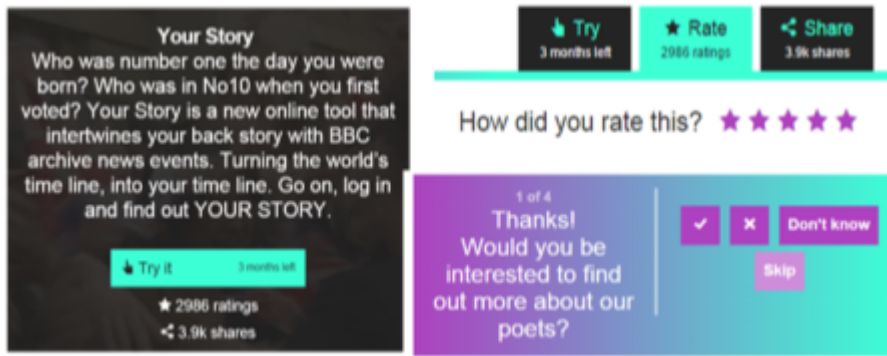 Your Story
Who was number one the day you were
born? Who was in No10 when you first
voted? Your Story is a new online tool that
intertwines your back story with BBC
archive news events. Turning the world's
time line, into your time line. Go on, log in
and find out YOUR STORY.
Try it 3 months left
2986 ratings
3.9k shares
Try
3 months left
Rate
2986 ratings
Share
3.9k shares
How did you rate this?
1 of 4
Thanks!
Would you be
interested to find
out more about our
poets?
Don't know
Skip